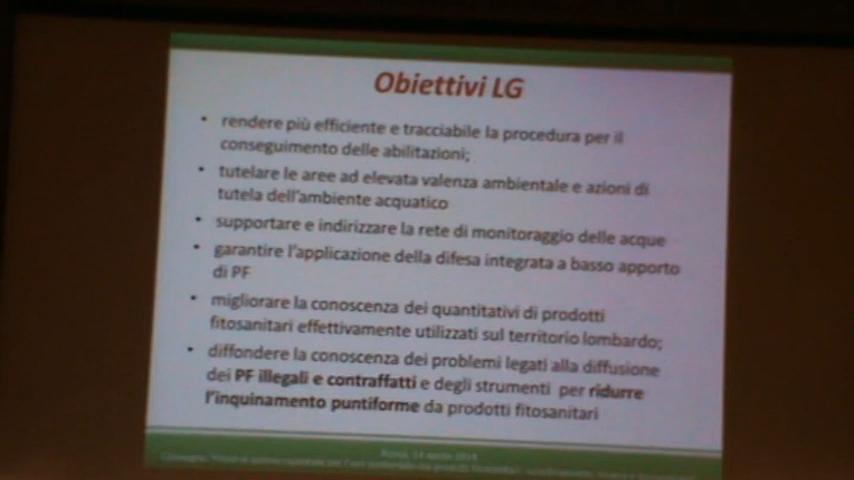 Obiettivi LG
• rendere più efficiente e tracciabile la procedura per il
conseguimento delle abilitazioni;
• tutelare le aree ad elevata valenza ambientale e azioni di
tutela dell'ambiente acquatico
• supportare e indirizzare la rete di monitoraggio delle acque
• garantire l'applicazione della difesa integrata a basso apporto
di PF
• migliorare la conoscenza dei quantitativi di prodotti
fitosanitari effettivamente utilizzati sul territorio lombardo;
• diffondere la conoscenza dei problemi legati alla diffusione
dei PF illegali e contraffatti e degli strumenti per ridurre
l'inquinamento puntiforme da prodotti fitosanitari
14 aprile 2014